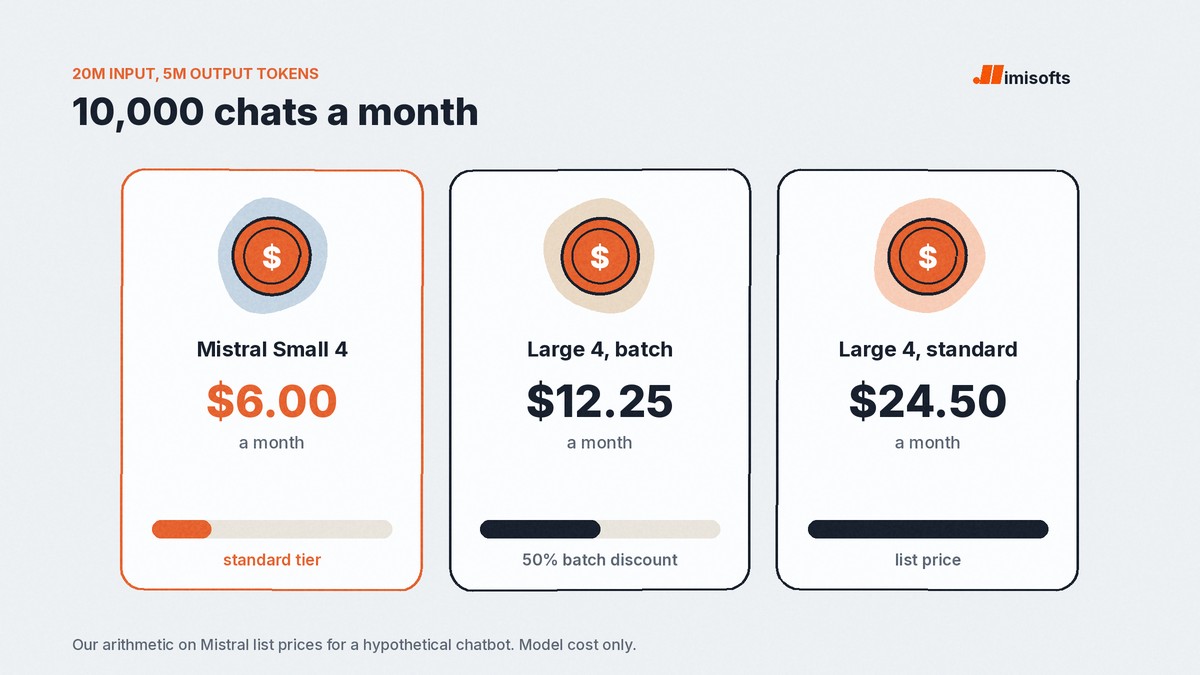 20M INPUT, 5M OUTPUT TOKENS
10,000 chats a month
imisofts
$
Mistral Small 4
$6.00
a month
standard tier
$
Large 4, batch
$12.25
a month
50% batch discount
$
Large 4, standard
$24.50
a month
list price
Our arithmetic on Mistral list prices for a hypothetical chatbot. Model cost only.